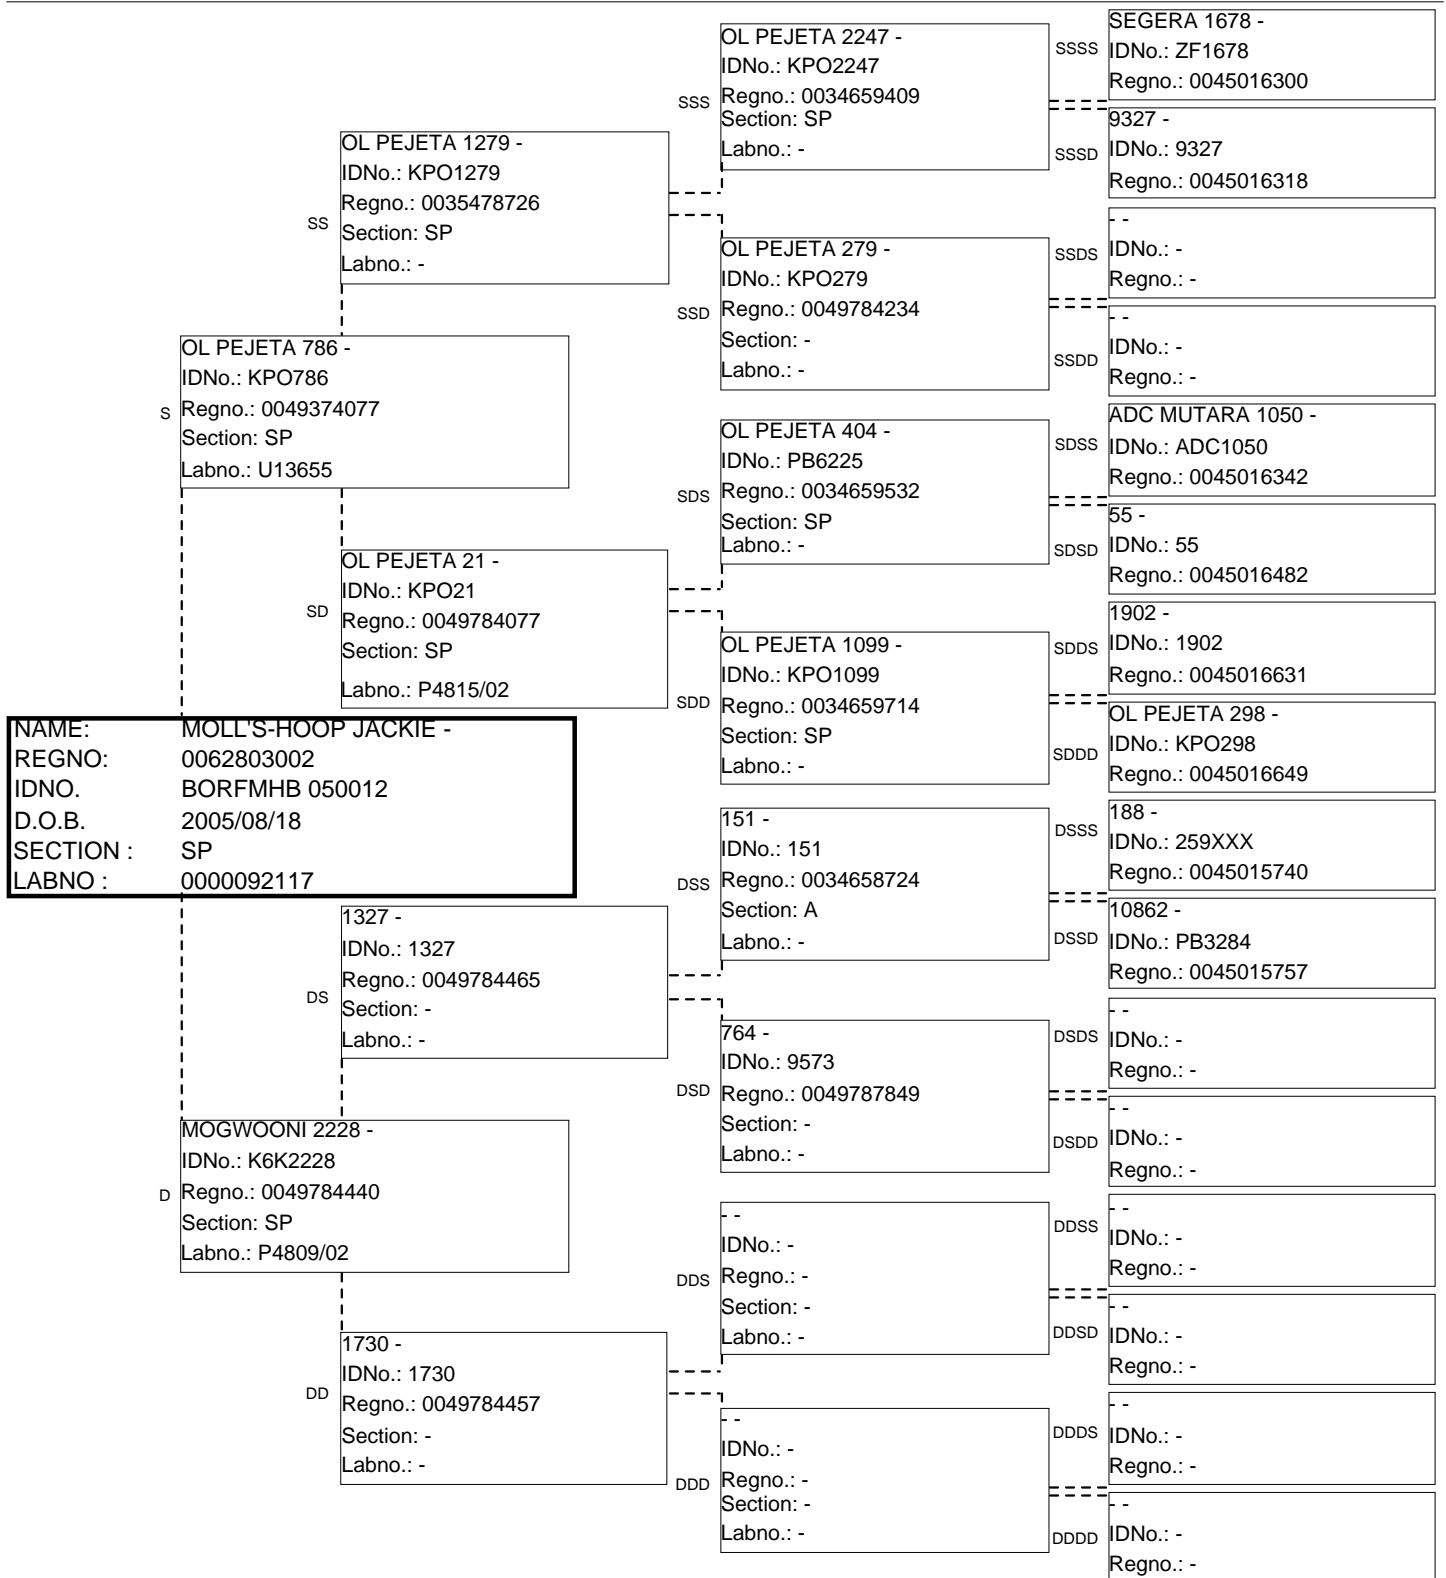 SSSS
SEGERA 1678 -
IDNo.: ZF1678
Regno.: 0045016300
SSS
OL PEJETA 2247 -
IDNo.: KPO2247
Regno.: 0034659409
Section: SP
Labno.: -
SSSD
9327 -
IDNo.: 9327
Regno.: 0045016318
SS
OL PEJETA 1279 -
IDNo.: KPO1279
Regno.: 0035478726
Section: SP
Labno.: -
SSDS
- -
IDNo.: -
Regno.: -
SSD
OL PEJETA 279 -
IDNo.: KPO279
Regno.: 0049784234
Section: -
Labno.: -
SSDD
- -
IDNo.: -
Regno.: -
S
OL PEJETA 786 -
IDNo.: KPO786
Regno.: 0049374077
Section: SP
Labno.: U13655
SDSS
ADC MUTARA 1050 -
IDNo.: ADC1050
Regno.: 0045016342
SDS
OL PEJETA 404 -
IDNo.: PB6225
Regno.: 0034659532
Section: SP
Labno.: -
SDSD
55 -
IDNo.: 55
Regno.: 0045016482
SD
OL PEJETA 21 -
IDNo.: KPO21
Regno.: 0049784077
Section: SP
Labno.: P4815/02
SDDS
1902 -
IDNo.: 1902
Regno.: 0045016631
SDD
OL PEJETA 1099 -
IDNo.: KPO1099
Regno.: 0034659714
Section: SP
Labno.: -
SDDD
OL PEJETA 298 -
IDNo.: KPO298
Regno.: 0045016649
NAME: MOLL'S-HOOP JACKIE -
REGNO: 0062803002
IDNO. BORFMHB 050012
D.O.B. 2005/08/18
SECTION : SP
LABNO : 0000092117
DSSS
188 -
IDNo.: 259XXX
Regno.: 0045015740
DSS
151 -
IDNo.: 151
Regno.: 0034658724
Section: A
Labno.: -
DSSD
10862 -
IDNo.: PB3284
Regno.: 0045015757
DS
1327 -
IDNo.: 1327
Regno.: 0049784465
Section: -
Labno.: -
DSDS
- -
IDNo.: -
Regno.: -
DSD
764 -
IDNo.: 9573
Regno.: 0049787849
Section: -
Labno.: -
DSDD
- -
IDNo.: -
Regno.: -
D
MOGWOONI 2228 -
IDNo.: K6K2228
Regno.: 0049784440
Section: SP
Labno.: P4809/02
DDSS
- -
IDNo.: -
Regno.: -
DDS
- -
IDNo.: -
Regno.: -
Section: -
Labno.: -
DDSD
- -
IDNo.: -
Regno.: -
DD
1730 -
IDNo.: 1730
Regno.: 0049784457
Section: -
Labno.: -
DDDS
- -
IDNo.: -
Regno.: -
DDD
- -
IDNo.: -
Regno.: -
Section: -
Labno.: -
DDDD
- -
IDNo.: -
Regno.: -